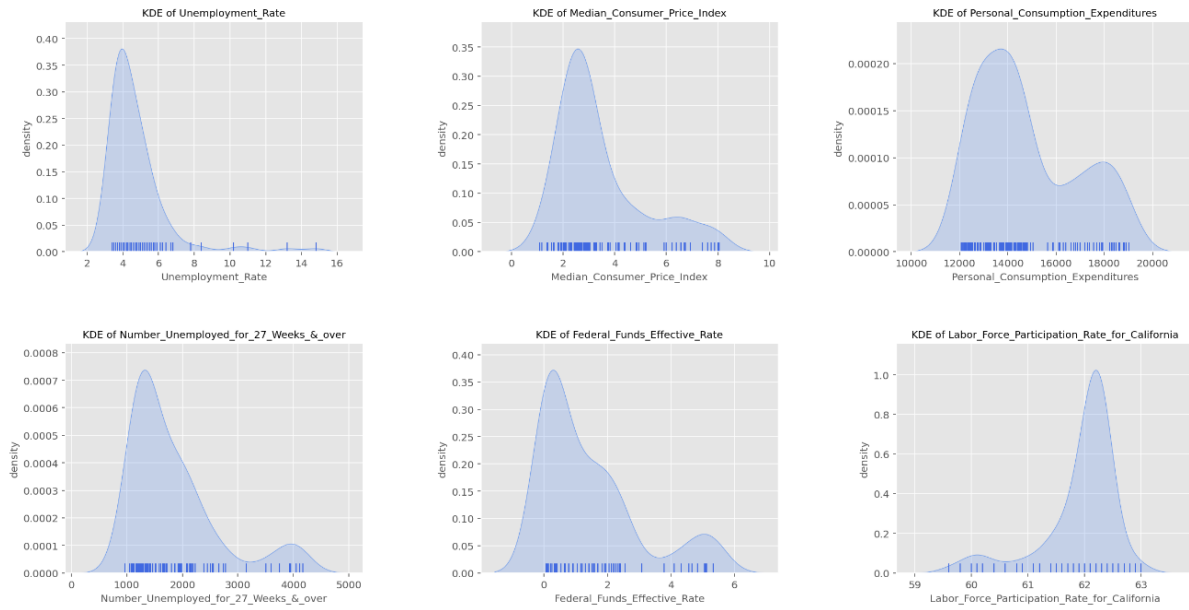 KDE of Unemployment_Rate
0.40
0.35
0.30
0.25
0.20
0.15
0.10
0.05
0.00
density
2 4 6 8 10 12 14 16
Unemployment_Rate
KDE of Median_Consumer_Price_Index
0.35
0.30
0.25
0.20
0.15
0.10
0.05
0.00
density
0 2 4 6 8 10
Median_Consumer_Price_Index
KDE of Personal_Consumption_Expenditures
0.00020
0.00015
0.00010
0.00005
0.00000
density
10000 12000 14000 16000 18000 20000
Personal_Consumption_Expenditures
KDE of Number_Unemployed_for_27_Weeks_&_over
0.0008
0.0007
0.0006
0.0005
0.0004
0.0003
0.0002
0.0001
0.0000
density
0 1000 2000 3000 4000 5000
Number_Unemployed_for_27_Weeks_&_over
KDE of Federal_Funds_Effective_Rate
0.40
0.35
0.30
0.25
0.20
0.15
0.10
0.05
0.00
density
0 2 4 6
Federal_Funds_Effective_Rate
KDE of Labor_Force_Participation_Rate_for_California
1.0
0.8
0.6
0.4
0.2
0.0
density
59 60 61 62 63
Labor_Force_Participation_Rate_for_California